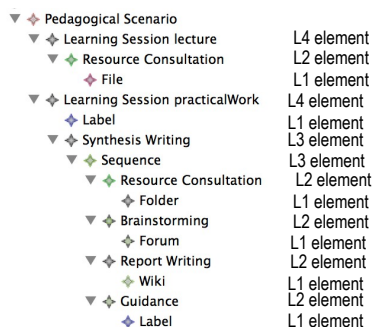 Pedagogical Scenario
Learning Session lecture L4 element
Resource Consultation L2 element
File L1 element
Learning Session practicalWork L4 element
Label L1 element
Synthesis Writing L3 element
Sequence L3 element
Resource Consultation L2 element
Folder L1 element
Brainstorming L2 element
Forum L1 element
Report Writing L2 element
Wiki L1 element
Guidance L2 element
Label L1 element